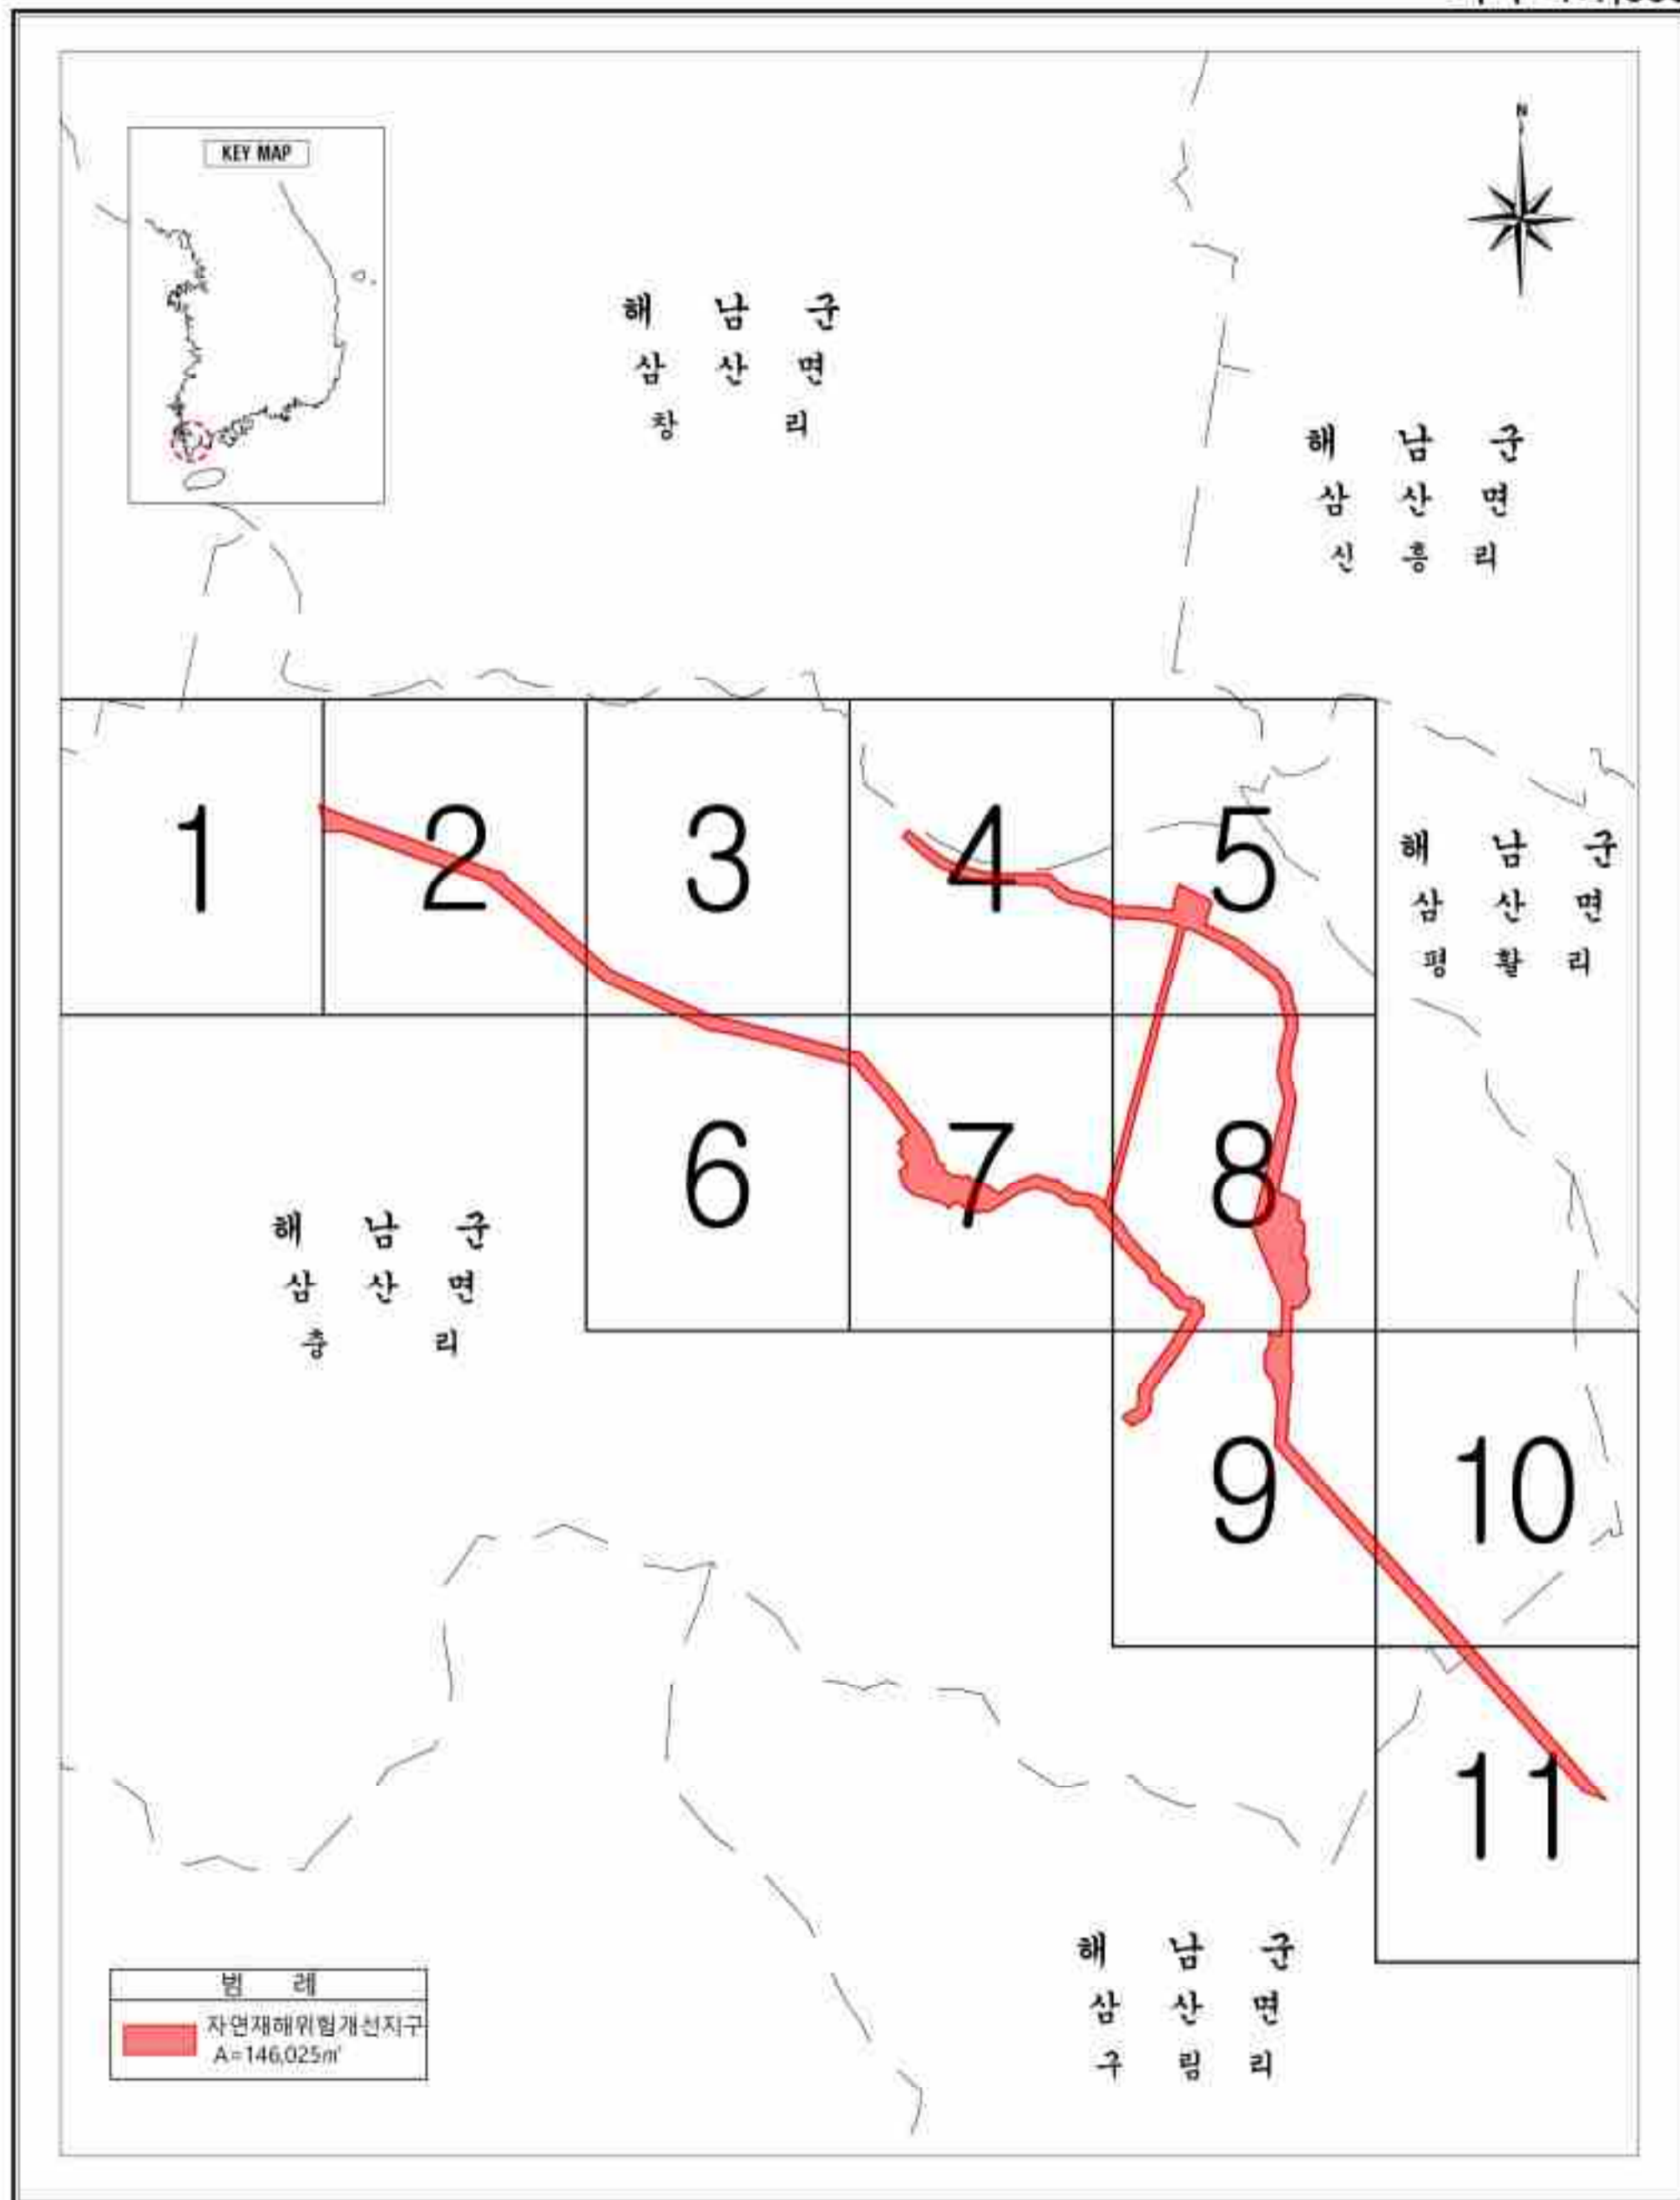 KEY MAP
N
해 남 군
삼 산 면
창 리
해 남 군
삼 산 면
신 흥 리
1 2 3 4 5
해 남 군
삼 산 면
평 활 리
6 7 8
해 남 군
삼 산 면
충 리
9 10
11
해 남 군
삼 산 면
구 림 리
범 례
자연재해위험개선지구
A=146,025㎡